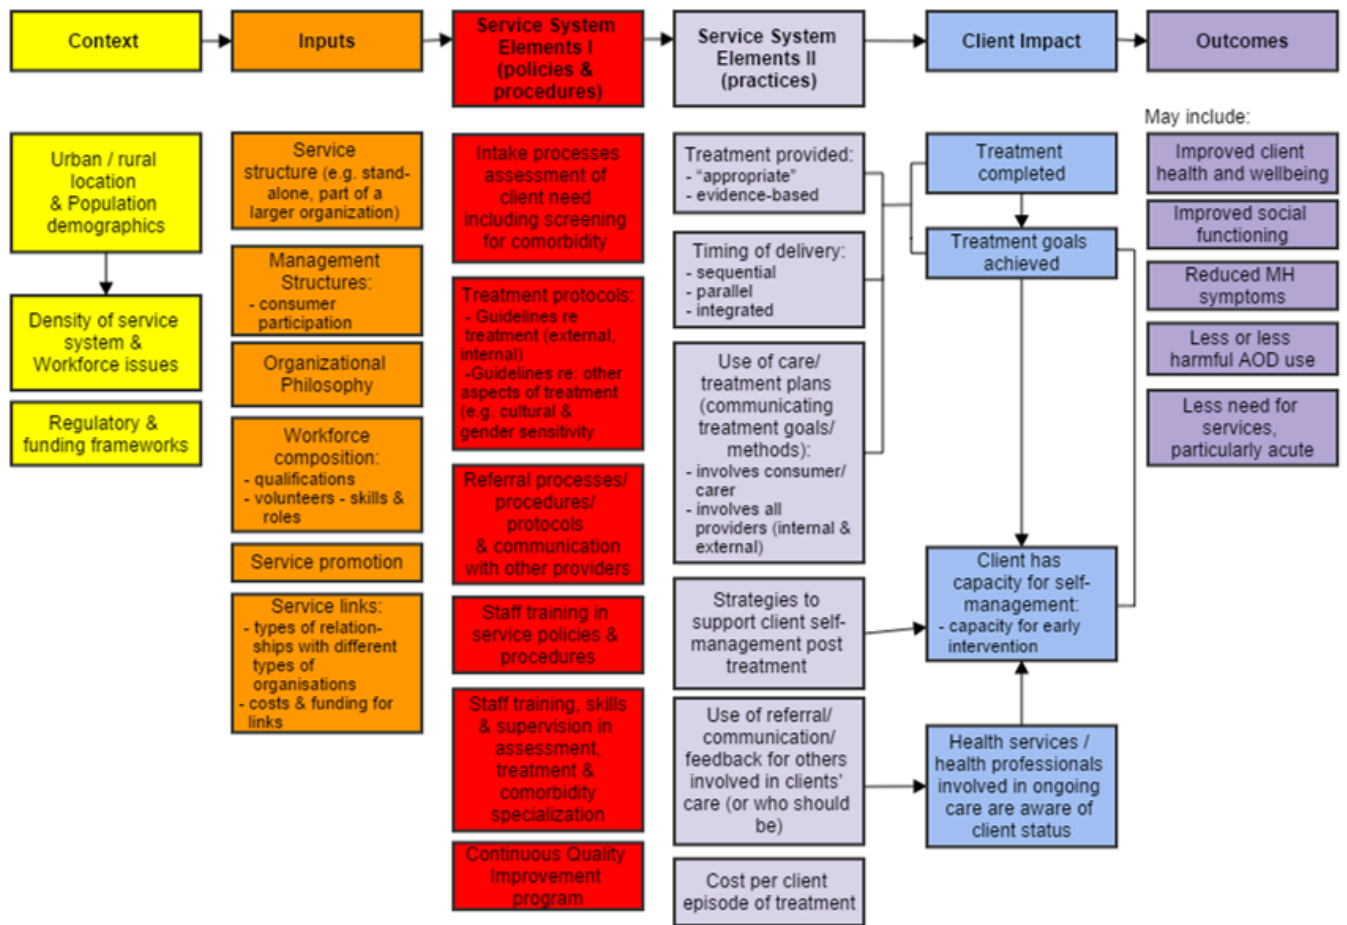 Context
Inputs
Service System
Elements I
(policies &
procedures)
Service System
Elements II
(practices)
Client Impact
Outcomes
Urban / rural
location
& Population
demographics
Density of service
system &
Workforce issues
Regulatory &
funding frameworks
Service
structure (e.g. stand-
alone, part of a
larger organization)
Management
Structures:
- consumer
participation
Organizational
Philosophy
Workforce
composition:
- qualifications
- volunteers - skills &
roles
Service promotion
Service links:
- types of relation-
ships with different
types of
organisations
- costs & funding for
links
Intake processes
assessment of
client need
including screening
for comorbidity
Treatment protocols:
- Guidelines re
treatment (external,
internal)
-Guidelines re: other
aspects of treatment
(e.g. cultural &
gender sensitivity
Referral processes/
procedures/
protocols
& communication
with other providers
Staff training in
service policies &
procedures
Staff training, skills
& supervision in
assessment,
treatment &
comorbidity
specialization
Continuous Quality
Improvement
program
Treatment provided:
- “appropriate”
- evidence-based
Timing of delivery:
- sequential
- parallel
- integrated
Use of care/
treatment plans
(communicating
treatment goals/
methods):
- involves consumer/
carer
- involves all
providers (internal &
external)
Strategies to
support client self-
management post
treatment
Use of referral/
communication/
feedback for others
involved in clients’
care (or who should
be)
Cost per client
episode of treatment
Treatment
completed
Treatment goals
achieved
Client has
capacity for self-
management:
- capacity for early
intervention
Health services /
health professionals
involved in ongoing
care are aware of
client status
May include:
Improved client
health and wellbeing
Improved social
functioning
Reduced MH
symptoms
Less or less
harmful AOD use
Less need for
services,
particularly acute